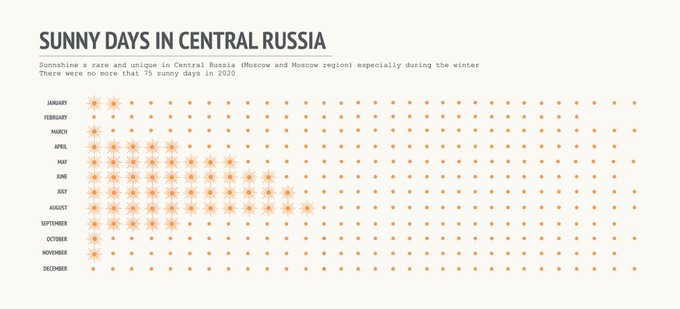 SUNNY DAYS IN CENTRAL RUSSIA
Sunnshine s rare and unique in Central Russia (Moscow and Moscow region) especially during the winter
There were no more that 75 sunny days in 2020
JANUARY
FEBRUARY
MARCH
APRIL
MAY
JUNE
JULY
AUGUST
SEPTEMBER
OCTOBER
NOVEMBER
DECEMBER